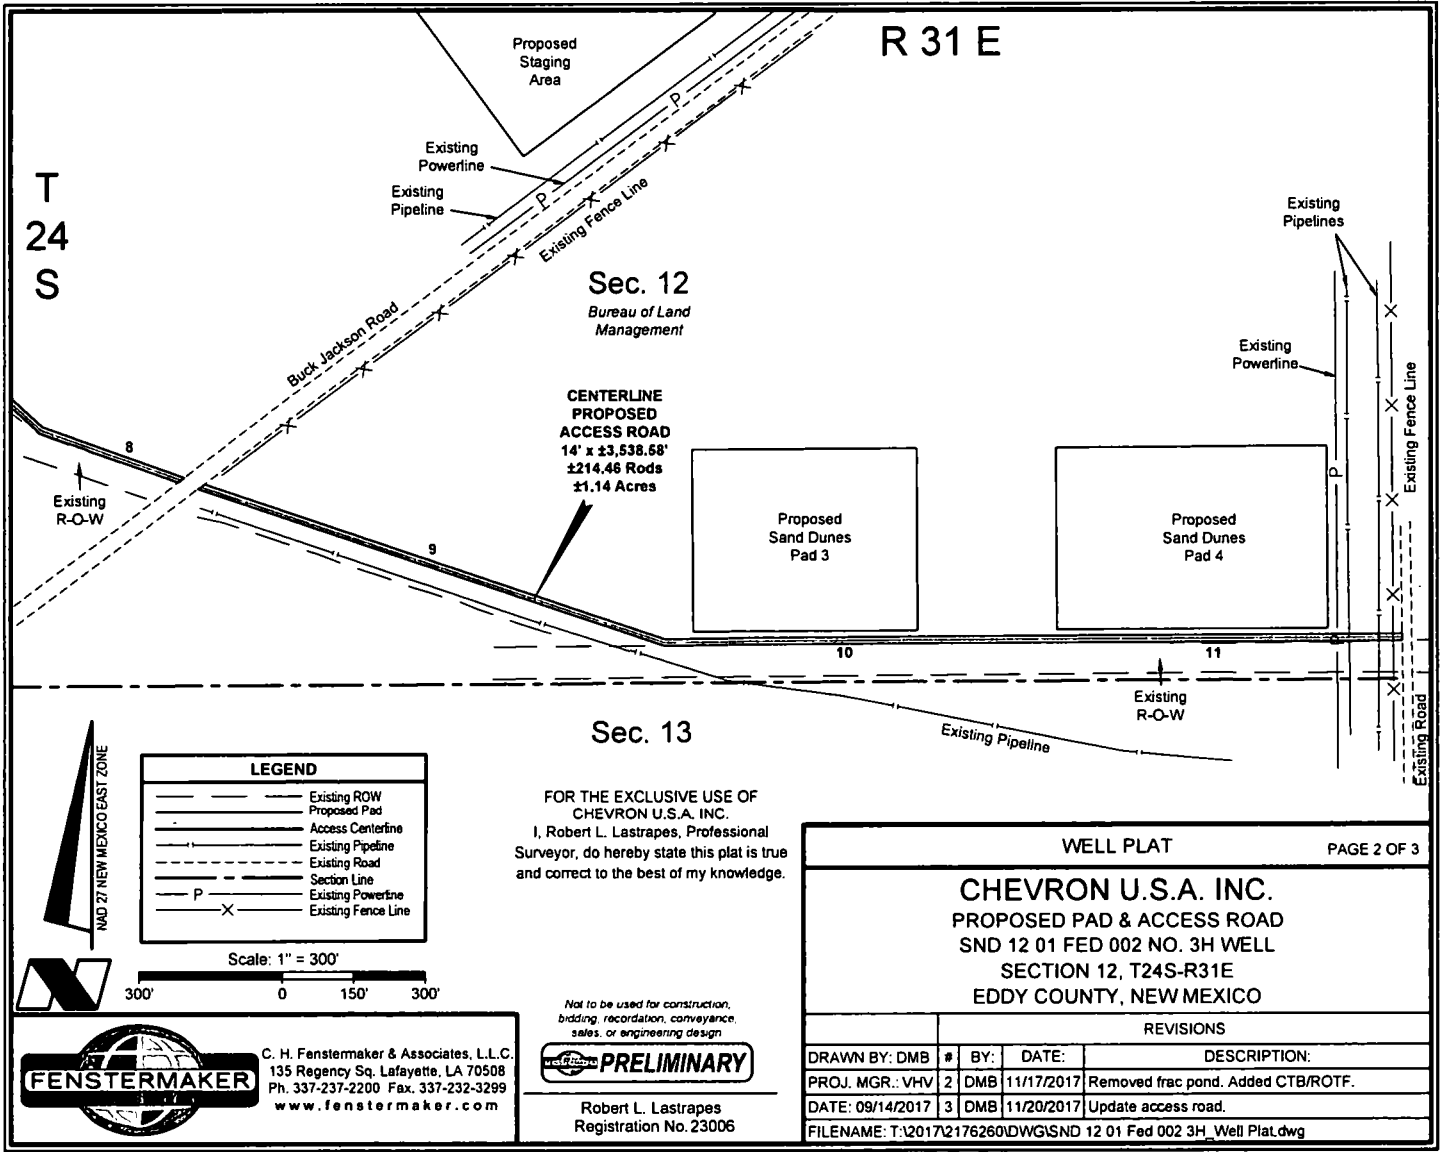 R 31 E
T
24
S
Proposed
Staging
Area
Existing
Powerline
Existing
Pipeline
P
P
Existing Fence Line
Buck Jackson Road
Sec. 12
Bureau of Land
Management
Existing
Pipelines
Existing
Powerline
Existing Fence Line
P
P
CENTERLINE
PROPOSED
ACCESS ROAD
14' x ±3,538.58'
±214.46 Rods
±1.14 Acres
8
Existing
R-O-W
9
Proposed
Sand Dunes
Pad 3
Proposed
Sand Dunes
Pad 4
10
11
Existing
R-O-W
Existing Pipeline
Existing Road
Sec. 13
NAD 27 NEW MEXICO EAST ZONE
LEGEND
Existing ROW
Proposed Pad
Access Centerline
Existing Pipeline
Existing Road
Section Line
P Existing Powerline
Existing Fence Line
Scale: 1" = 300'
300' 0 150' 300'
FOR THE EXCLUSIVE USE OF
CHEVRON U.S.A. INC.
I, Robert L. Lastrapes, Professional
Surveyor, do hereby state this plat is true
and correct to the best of my knowledge.
Not to be used for construction,
bidding, recordation, conveyance,
sales, or engineering design
PRELIMINARY
Robert L. Lastrapes
Registration No. 23006
FENSTERMAKER
C. H. Fenstermaker & Associates, L.L.C.
135 Regency Sq. Lafayette, LA 70508
Ph. 337-237-2200 Fax. 337-232-3299
www.fenstermaker.com
WELL PLAT PAGE 2 OF 3
CHEVRON U.S.A. INC.
PROPOSED PAD & ACCESS ROAD
SND 12 01 FED 002 NO. 3H WELL
SECTION 12, T24S-R31E
EDDY COUNTY, NEW MEXICO
REVISIONS
DRAWN BY: DMB # BY: DATE: DESCRIPTION:
PROJ. MGR.: VHV 2 DMB 11/17/2017 Removed frac pond. Added CTB/ROTF.
DATE: 09/14/2017 3 DMB 11/20/2017 Update access road.
FILENAME: T:\2017\2176260\DWG\SND 12 01 Fed 002 3H_Well Plat.dwg